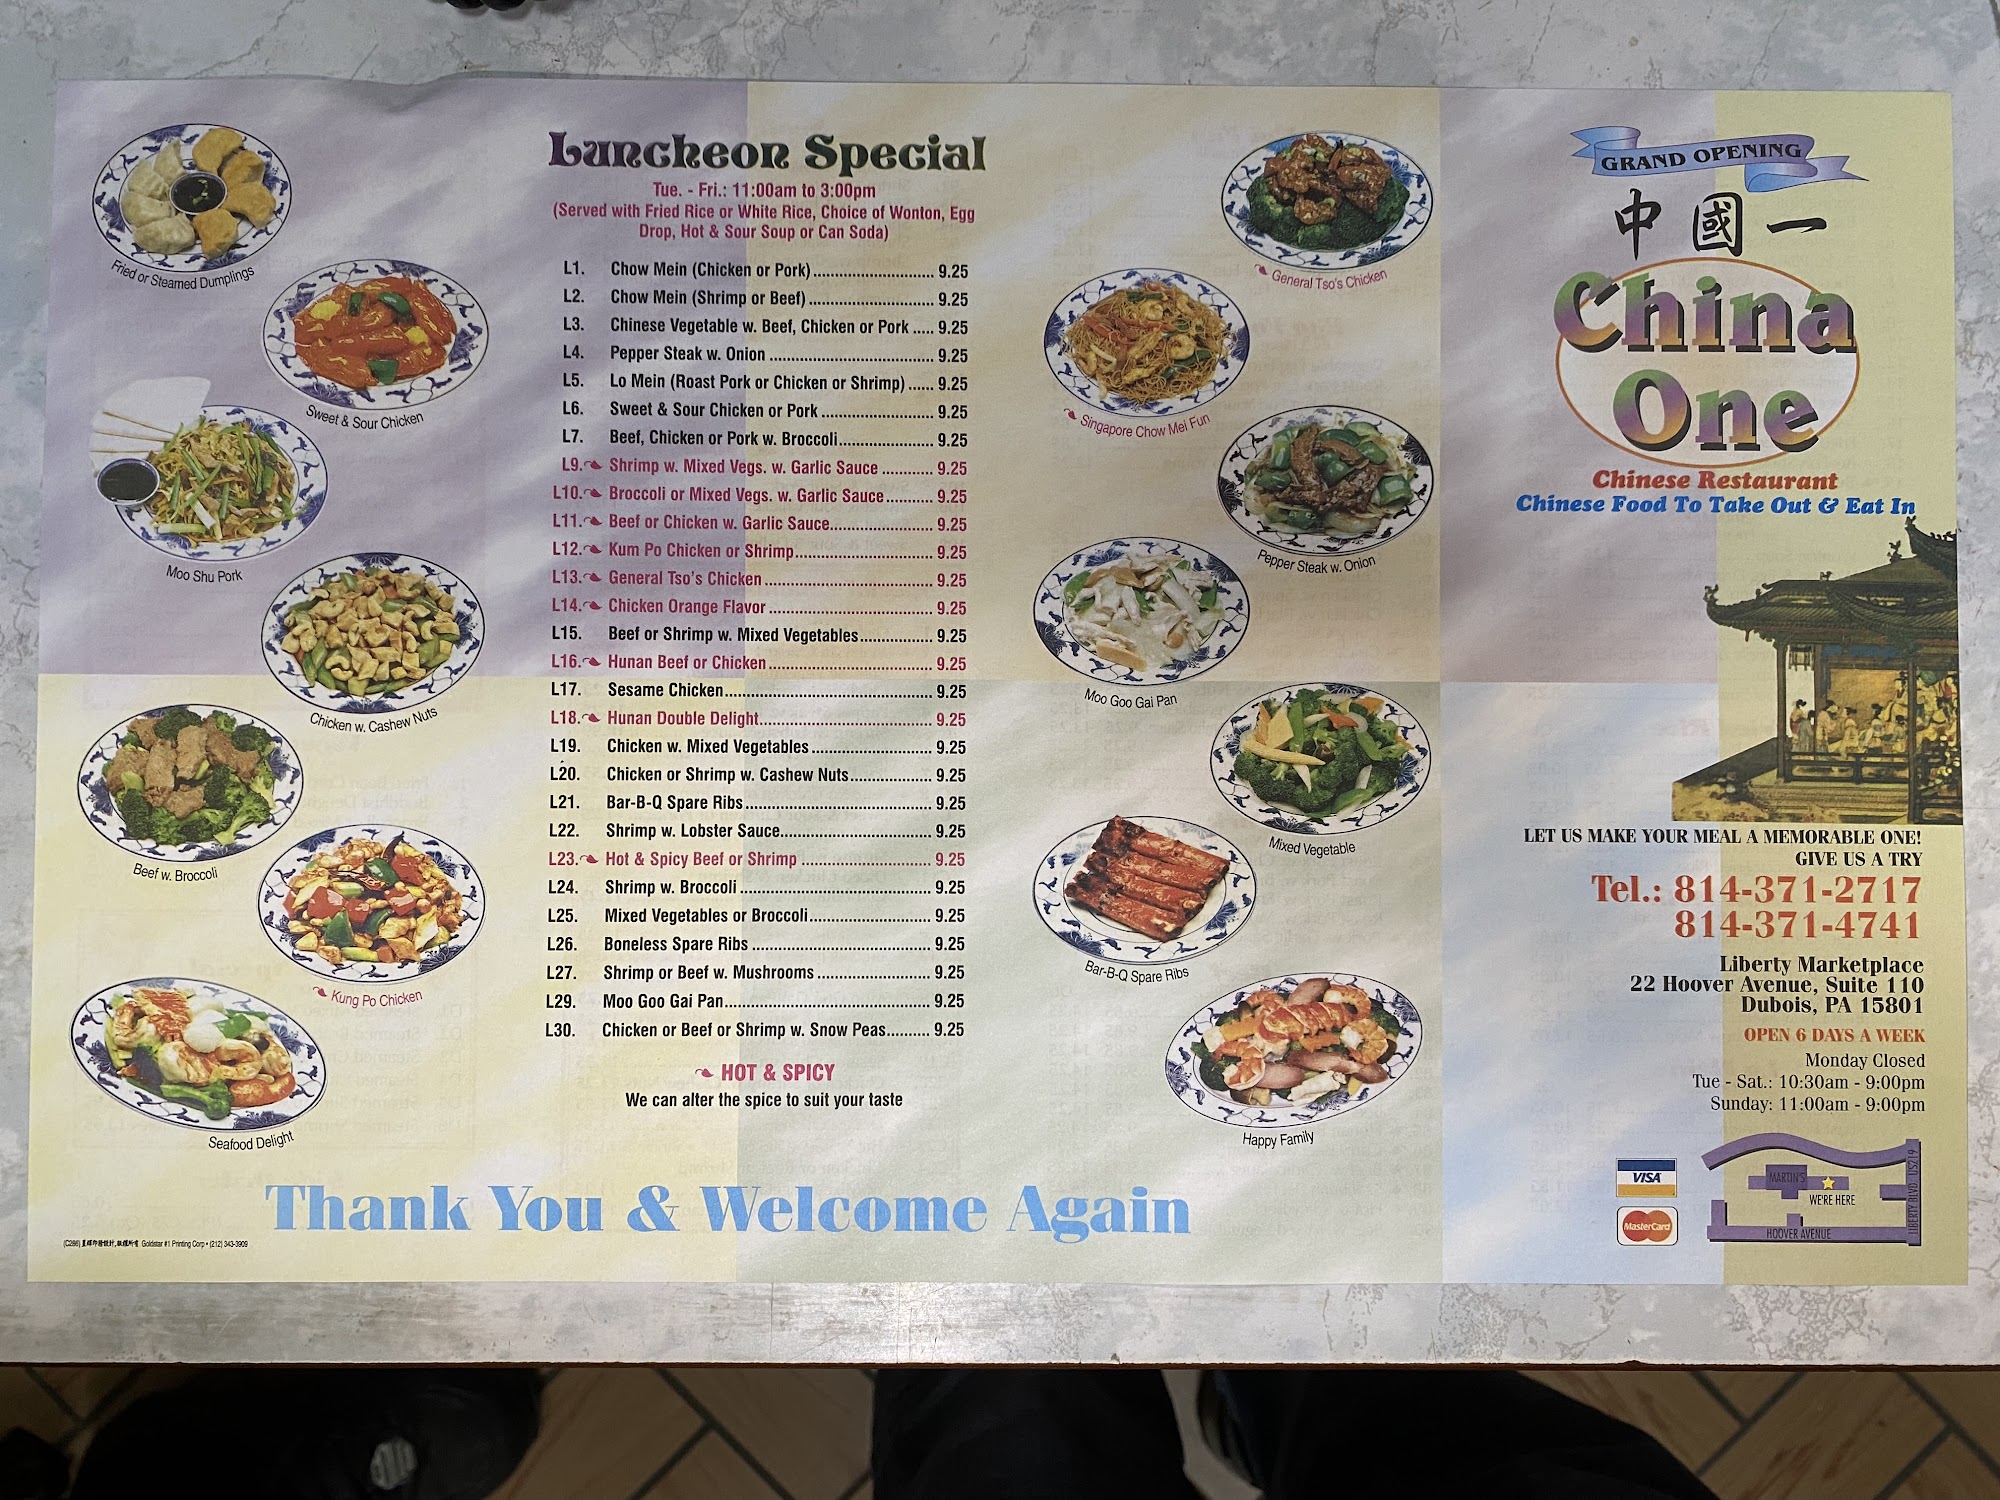 Fried or Steamed Dumplings
Sweet & Sour Chicken
Moo Shu Pork
Chicken w. Cashew Nuts
Beef w. Broccoli
Kung Po Chicken
Seafood Delight
Luncheon Special
Tue. - Fri.: 11:00am to 3:00pm
(Served with Fried Rice or White Rice, Choice of Wonton, Egg
Drop, Hot & Sour Soup or Can Soda)
L1. Chow Mein (Chicken or Pork) 9.25
L2. Chow Mein (Shrimp or Beef) 9.25
L3. Chinese Vegetable w. Beef, Chicken or Pork 9.25
L4. Pepper Steak w. Onion 9.25
L5. Lo Mein (Roast Pork or Chicken or Shrimp) 9.25
L6. Sweet & Sour Chicken or Pork 9.25
L7. Beef, Chicken or Pork w. Broccoli 9.25
L9. Shrimp w. Mixed Vegs. w. Garlic Sauce 9.25
L10. Broccoli or Mixed Vegs. w. Garlic Sauce 9.25
L11. Beef or Chicken w. Garlic Sauce 9.25
L12. Kum Po Chicken or Shrimp 9.25
L13. General Tso's Chicken 9.25
L14. Chicken Orange Flavor 9.25
L15. Beef or Shrimp w. Mixed Vegetables 9.25
L16. Hunan Beef or Chicken 9.25
L17. Sesame Chicken 9.25
L18. Hunan Double Delight 9.25
L19. Chicken w. Mixed Vegetables 9.25
L20. Chicken or Shrimp w. Cashew Nuts 9.25
L21. Bar-B-Q Spare Ribs 9.25
L22. Shrimp w. Lobster Sauce 9.25
L23. Hot & Spicy Beef or Shrimp 9.25
L24. Shrimp w. Broccoli 9.25
L25. Mixed Vegetables or Broccoli 9.25
L26. Boneless Spare Ribs 9.25
L27. Shrimp or Beef w. Mushrooms 9.25
L29. Moo Goo Gai Pan 9.25
L30. Chicken or Beef or Shrimp w. Snow Peas 9.25
HOT & SPICY
We can alter the spice to suit your taste
General Tso's Chicken
Singapore Chow Mei Fun
Pepper Steak w. Onion
Moo Goo Gai Pan
Mixed Vegetable
Bar-B-Q Spare Ribs
Happy Family
Thank You & Welcome Again
(C286) Goldstar #1 Printing Corp • (212) 343-3909
GRAND OPENING
中國一
China
One
Chinese Restaurant
Chinese Food To Take Out & Eat In
LET US MAKE YOUR MEAL A MEMORABLE ONE!
GIVE US A TRY
Tel.: 814-371-2717
814-371-4741
Liberty Marketplace
22 Hoover Avenue, Suite 110
Dubois, PA 15801
OPEN 6 DAYS A WEEK
Monday Closed
Tue - Sat.: 10:30am - 9:00pm
Sunday: 11:00am - 9:00pm
VISA
MasterCard
MARTIN'S
WE'RE HERE
HOOVER AVENUE
LIBERTY BLVD. US219